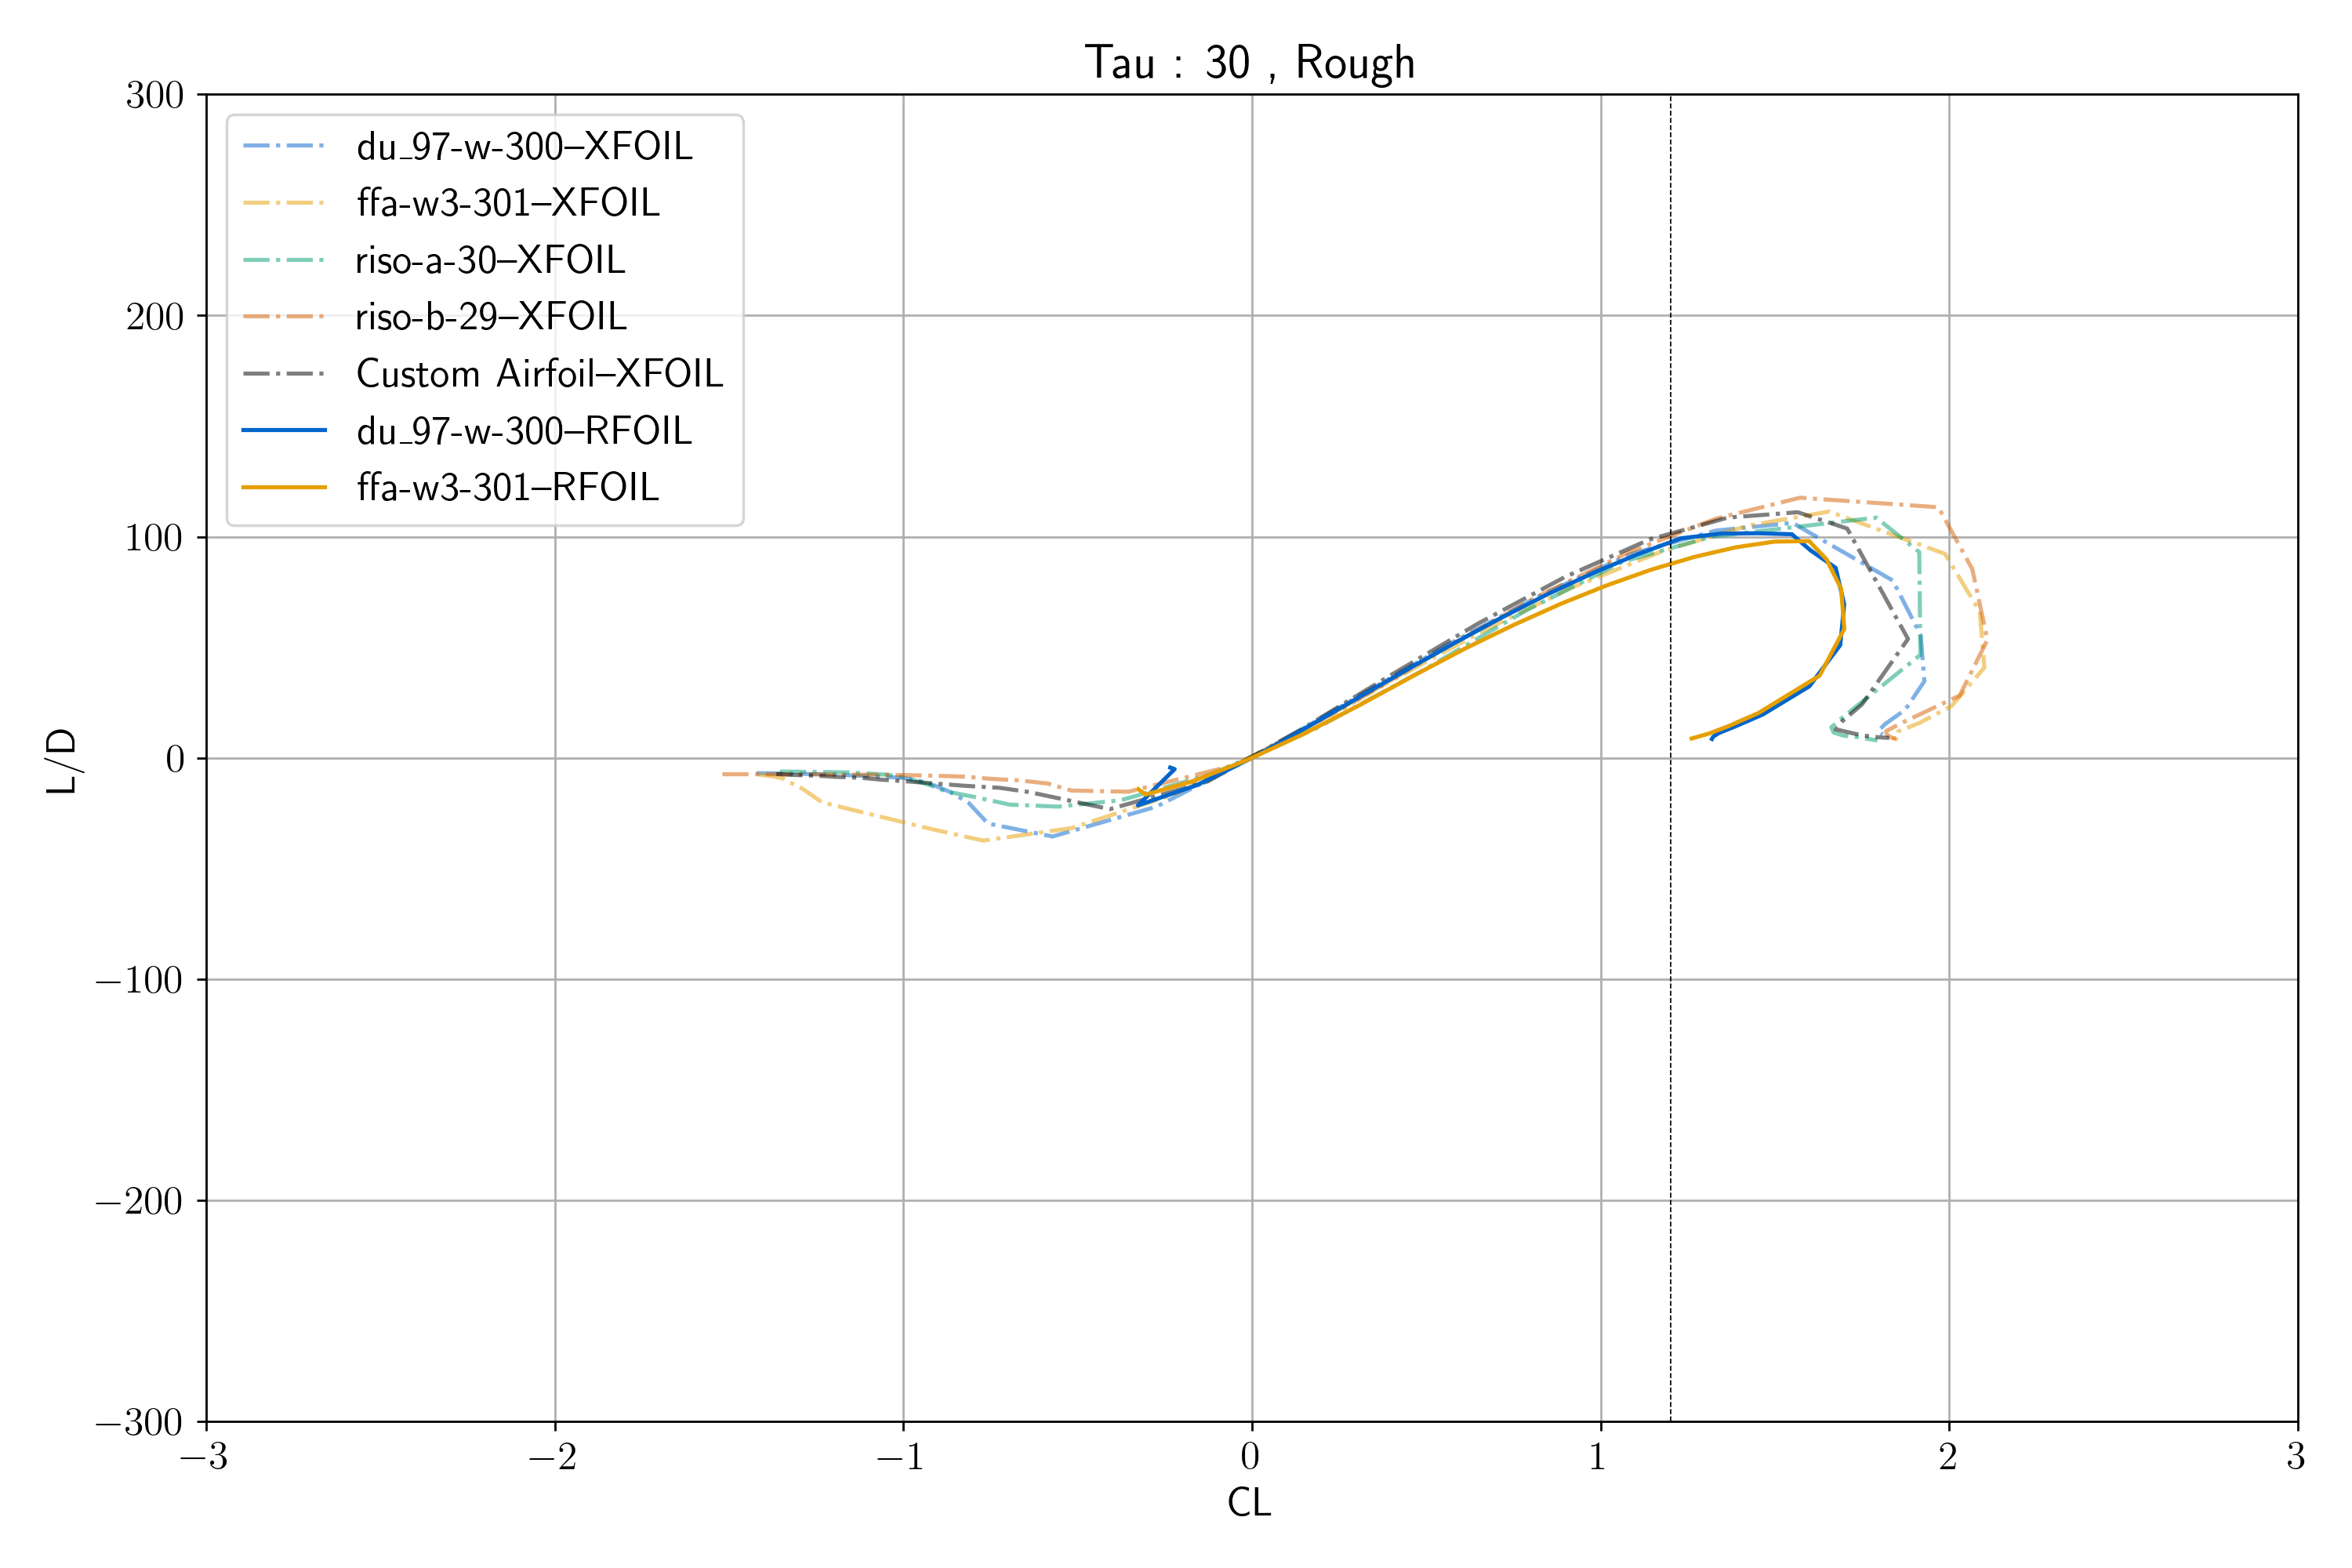 Tau : 30 , Rough
300
200
100
0
−100
−200
−300
L/D
du_97-w-300–XFOIL
ffa-w3-301–XFOIL
riso-a-30–XFOIL
riso-b-29–XFOIL
Custom Airfoil–XFOIL
du_97-w-300–RFOIL
ffa-w3-301–RFOIL
−3 −2 −1 0 1 2 3
CL